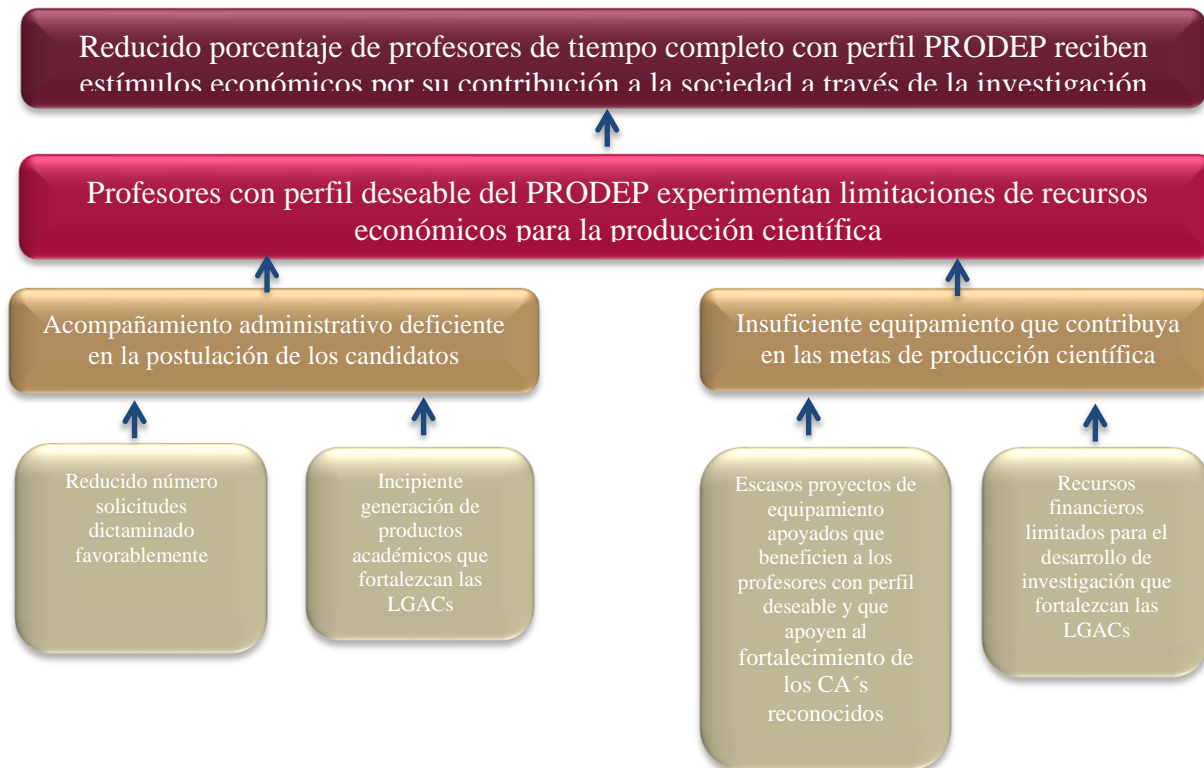 Reducido porcentaje de profesores de tiempo completo con perfil PRODEP reciben
estímulos económicos por su contribución a la sociedad a través de la investigación
Profesores con perfil deseable del PRODEP experimentan limitaciones de recursos
económicos para la producción científica
Acompañamiento administrativo deficiente
en la postulación de los candidatos
Insuficiente equipamiento que contribuya
en las metas de producción científica
Reducido número
solicitudes
dictaminado
favorablemente
Incipiente
generación de
productos
académicos que
fortalezcan las
LGACs
Escasos proyectos de
equipamiento
apoyados que
beneficien a los
profesores con perfil
deseable y que
apoyen al
fortalecimiento de
los CA´s
reconocidos
Recursos
financieros
limitados para el
desarrollo de
investigación que
fortalezcan las
LGACs